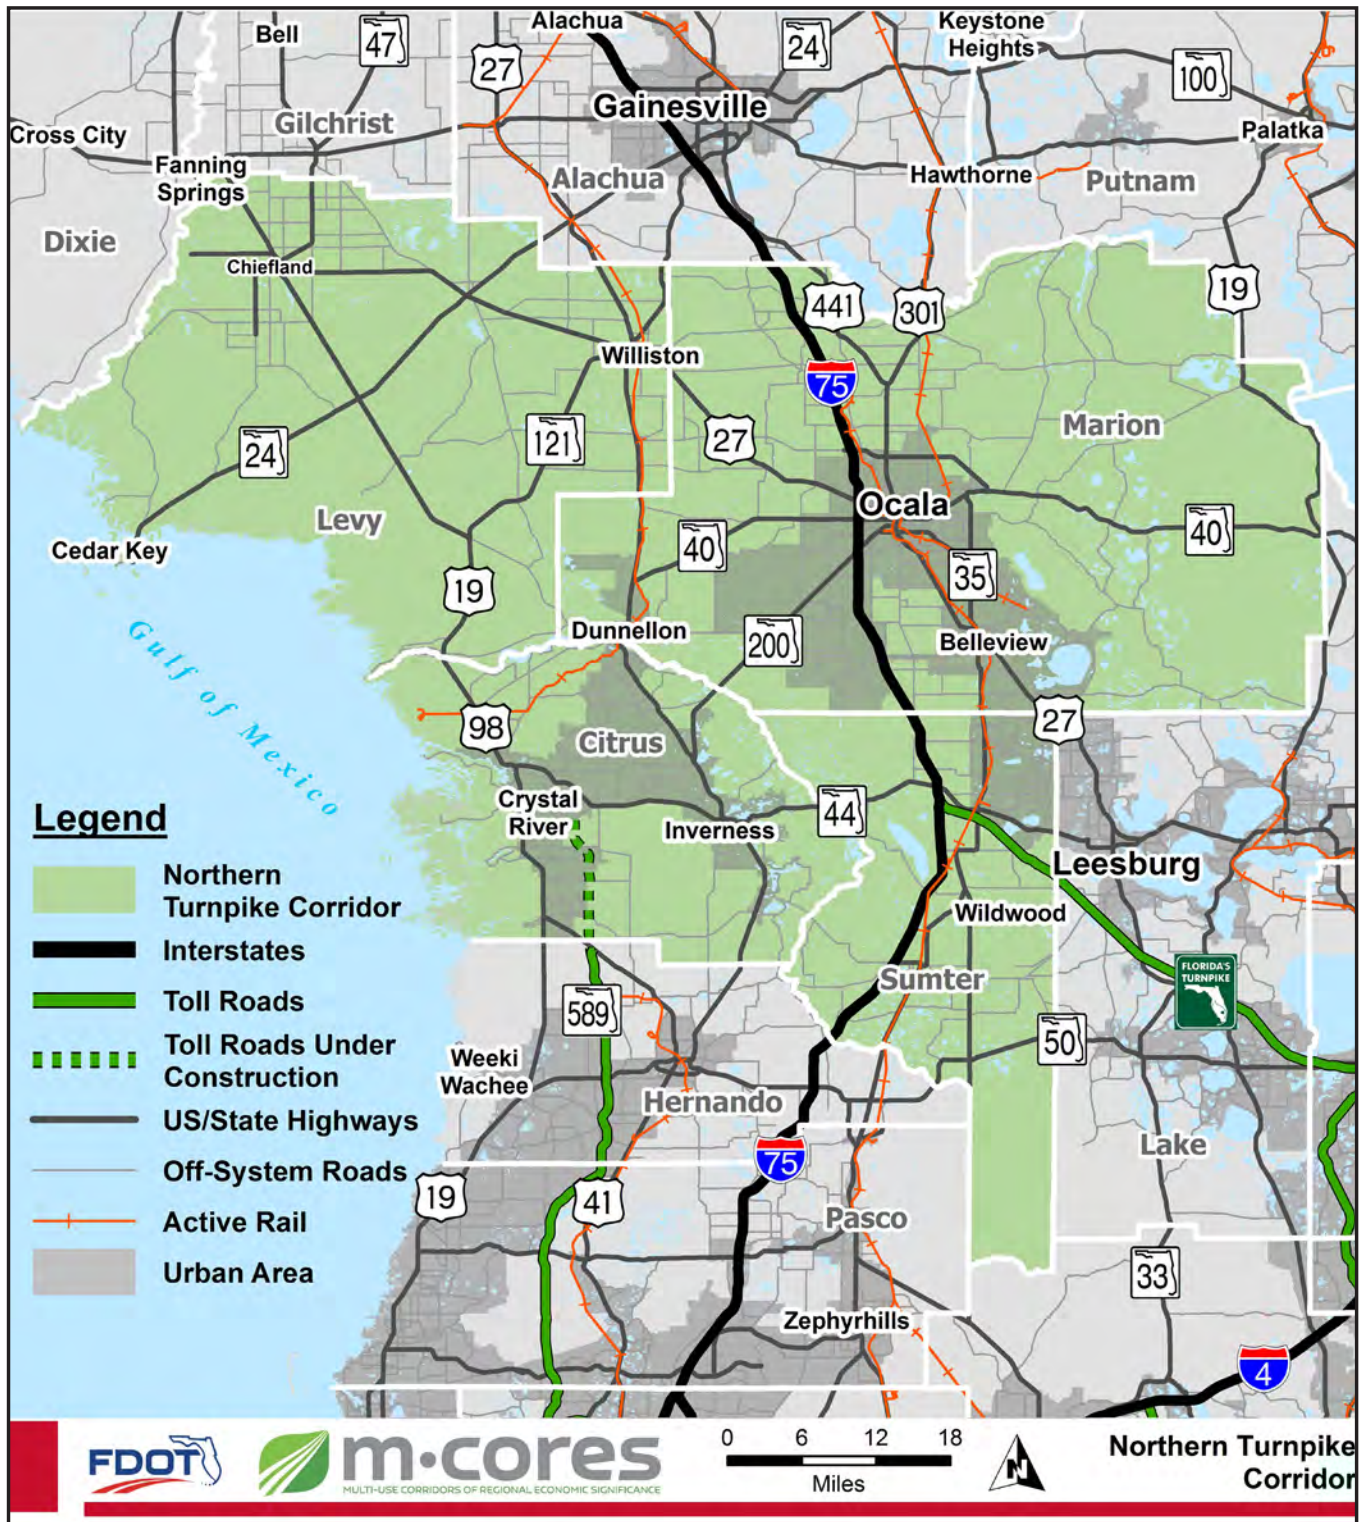 Alachua
Keystone
Heights
Bell
47
27
24
100
Gainesville
Gilchrist
Cross City
Palatka
Fanning
Springs
Alachua
Hawthorne
Putnam
Dixie
Chiefland
441
301
19
Williston
75
Marion
24
121
27
Ocala
Levy
40
40
Cedar Key
35
19
Dunnellon
200
Belleview
Gulf of Mexico
98
27
Citrus
Crystal
River
44
Inverness
Leesburg
Wildwood
Sumter
FLORIDA'S
TURNPIKE
589
50
Weeki
Wachee
Hernando
Lake
75
19
41
Pasco
33
Zephyrhills
4
Legend
Northern
Turnpike Corridor
Interstates
Toll Roads
Toll Roads Under
Construction
US/State Highways
Off-System Roads
Active Rail
Urban Area
FDOT
m•cores
MULTI-USE CORRIDORS OF REGIONAL ECONOMIC SIGNIFICANCE
0 6 12 18
Miles
N
Northern Turnpike
Corridor